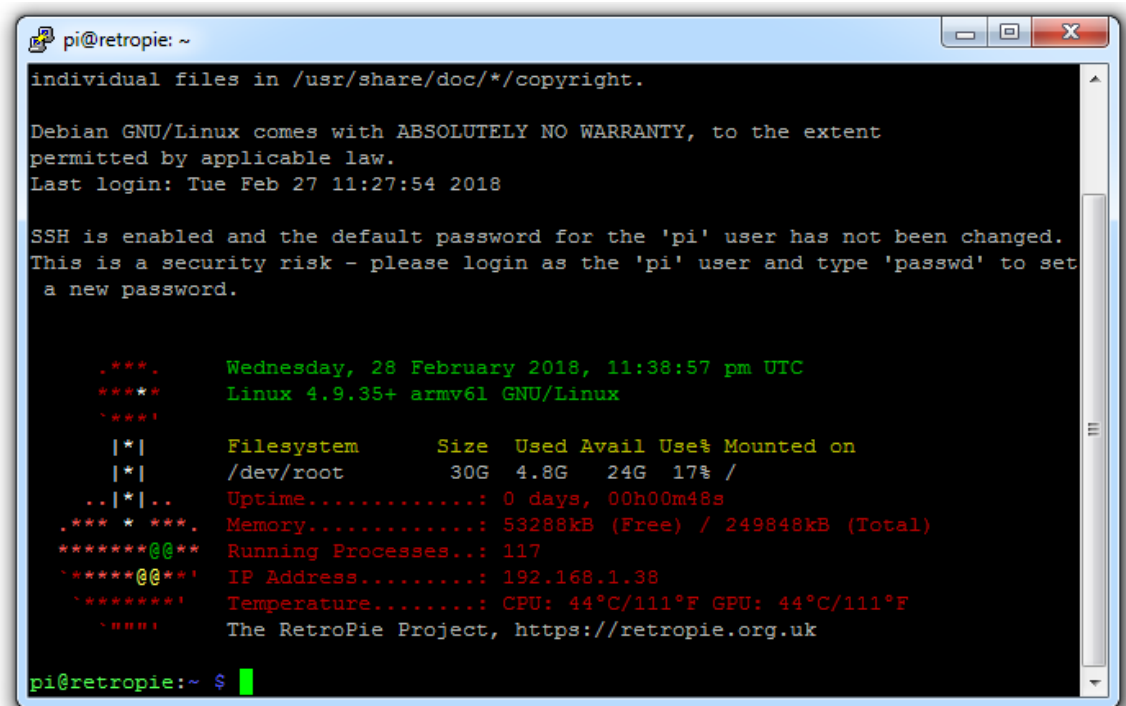 pi@retropie: ~
individual files in /usr/share/doc/*/copyright.
Debian GNU/Linux comes with ABSOLUTELY NO WARRANTY, to the extent
permitted by applicable law.
Last login: Tue Feb 27 11:27:54 2018
SSH is enabled and the default password for the 'pi' user has not been changed.
This is a security risk - please login as the 'pi' user and type 'passwd' to set
 a new password.
     .***.      Wednesday, 28 February 2018, 11:38:57 pm UTC
     *****      Linux 4.9.35+ armv6l GNU/Linux
     `***'
      |*|       Filesystem      Size  Used Avail Use% Mounted on
      |*|       /dev/root        30G  4.8G   24G  17% /
    ..|*|..     Uptime.............: 0 days, 00h00m48s
  .*** * ***.   Memory.............: 53288kB (Free) / 249848kB (Total)
  *******@@**   Running Processes..: 117
  `*****@@**'   IP Address.........: 192.168.1.38
   `*******'    Temperature........: CPU: 44°C/111°F GPU: 44°C/111°F
     `"""'      The RetroPie Project, https://retropie.org.uk
pi@retropie:~ $